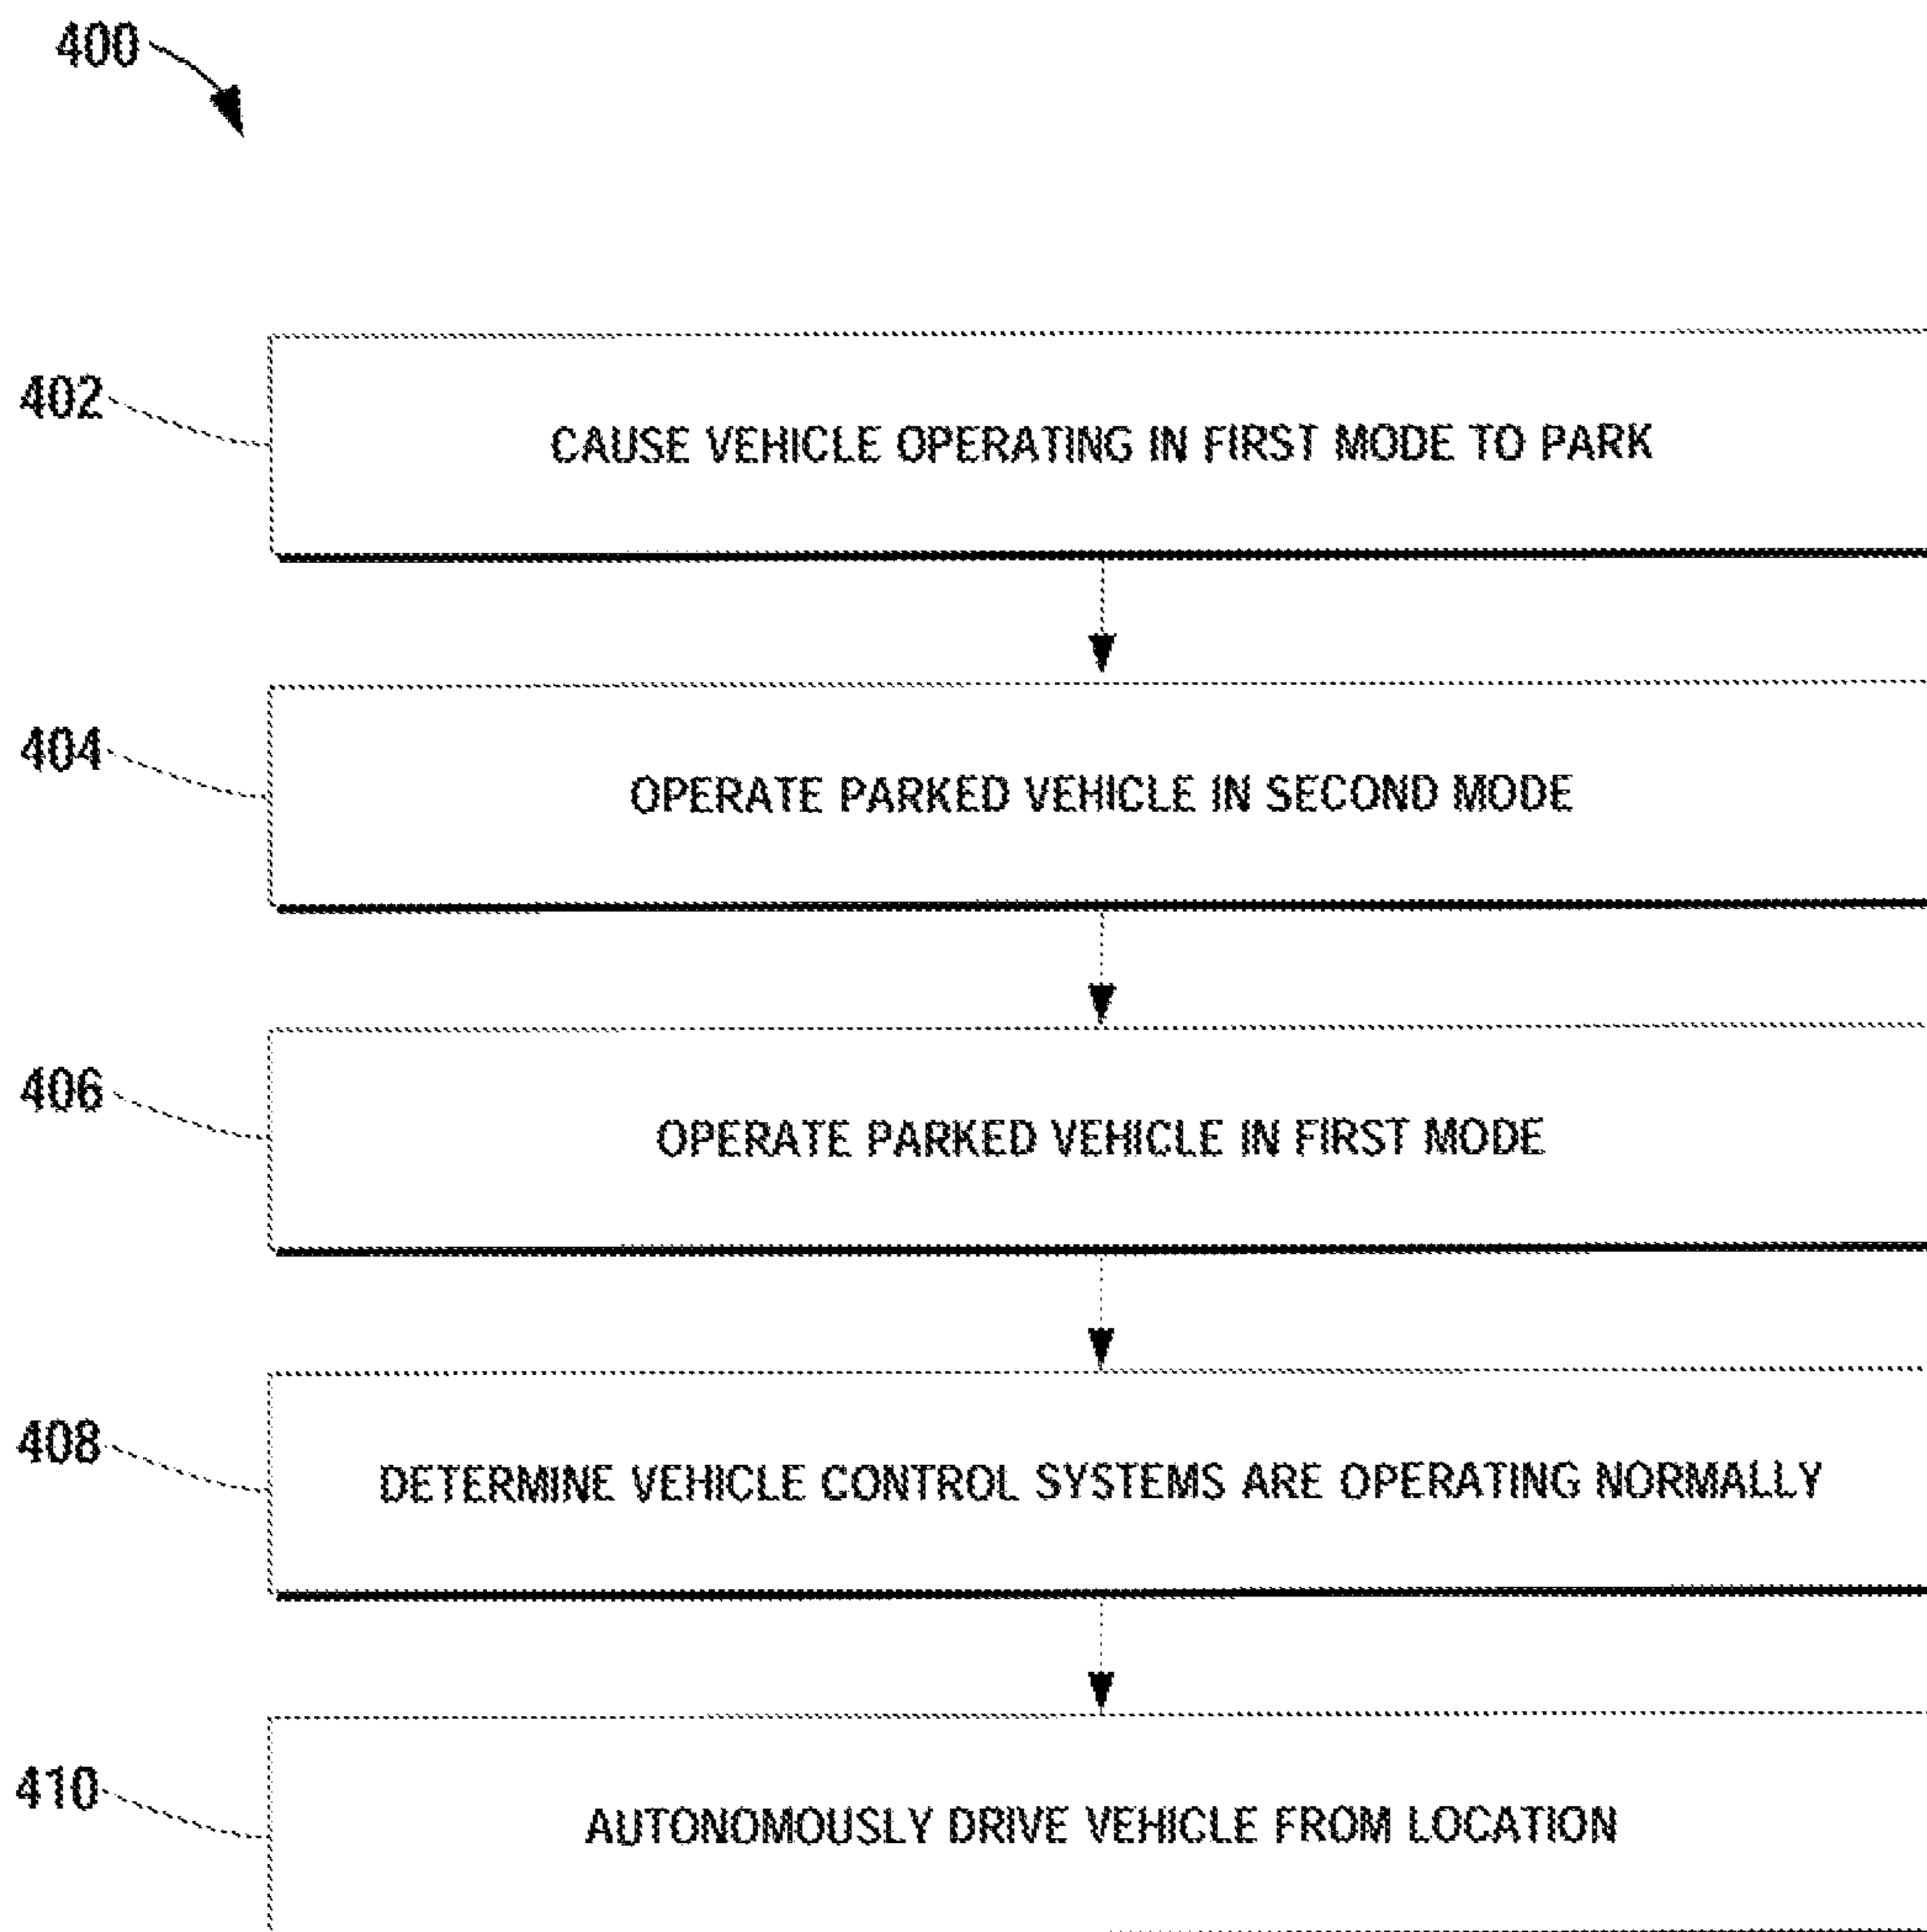 400
402
CAUSE VEHICLE OPERATING IN FIRST MODE TO PARK
404
OPERATE PARKED VEHICLE IN SECOND MODE
406
OPERATE PARKED VEHICLE IN FIRST MODE
408
DETERMINE VEHICLE CONTROL SYSTEMS ARE OPERATING NORMALLY
410
AUTONOMOUSLY DRIVE VEHICLE FROM LOCATION